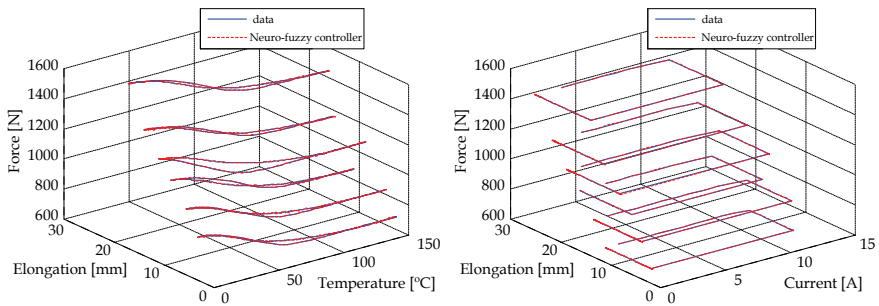 data
Neuro-fuzzy controller
1600
1400
1200
1000
800
600
Force [N]
30
20
10
0
Elongation [mm]
0
50
100
150
Temperature [ºC]
data
Neuro-fuzzy controller
1600
1400
1200
1000
800
600
Force [N]
30
20
10
0
Elongation [mm]
0
5
10
15
Current [A]